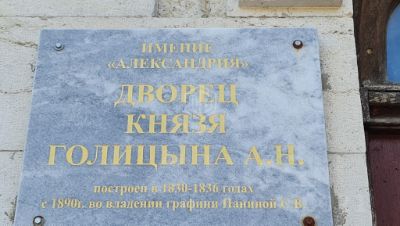 ИМЕНИЕ
«АЛЕКСАНДРИЯ»
ДВОРЕЦ
КНЯЗЯ
ГОЛИЦЫНА А.Н.
построен в 1830-1836 годах
с 1890г. во владении графини Паниной С.В.